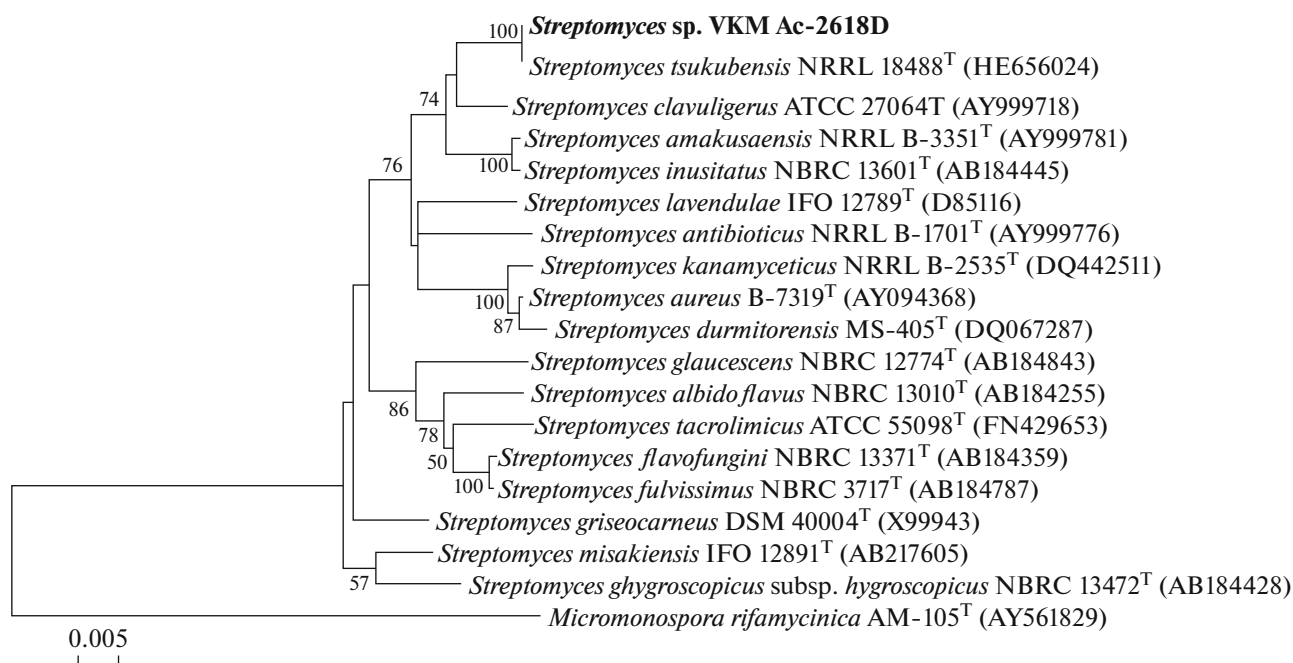 100 Streptomyces sp. VKM Ac-2618D
Streptomyces tsukubensis NRRL 18488ᵀ (HE656024)
74 Streptomyces clavuligerus ATCC 27064T (AY999718)
Streptomyces amakusaensis NRRL B-3351ᵀ (AY999781)
76 100 Streptomyces inusitatus NBRC 13601ᵀ (AB184445)
Streptomyces lavendulae IFO 12789ᵀ (D85116)
Streptomyces antibioticus NRRL B-1701ᵀ (AY999776)
Streptomyces kanamyceticus NRRL B-2535ᵀ (DQ442511)
100 Streptomyces aureus B-7319ᵀ (AY094368)
87 Streptomyces durmitorensis MS-405ᵀ (DQ067287)
Streptomyces glaucescens NBRC 12774ᵀ (AB184843)
86 Streptomyces albidoflavus NBRC 13010ᵀ (AB184255)
78 Streptomyces tacrolimicus ATCC 55098ᵀ (FN429653)
50 Streptomyces flavofungini NBRC 13371ᵀ (AB184359)
100 Streptomyces fulvissimus NBRC 3717ᵀ (AB184787)
Streptomyces griseocarneus DSM 40004ᵀ (X99943)
Streptomyces misakiensis IFO 12891ᵀ (AB217605)
57 Streptomyces ghygroscopicus subsp. hygroscopicus NBRC 13472ᵀ (AB184428)
Micromonospora rifamycinica AM-105ᵀ (AY561829)
0.005